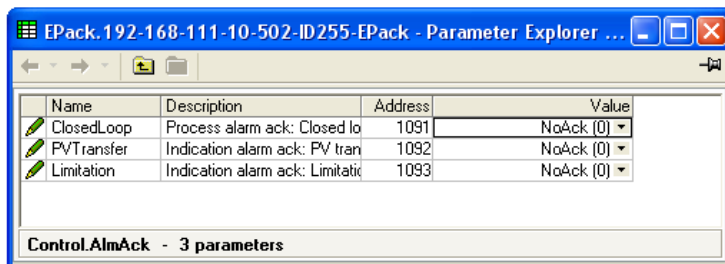 EPack.192-168-111-10-502-ID255-EPack - Parameter Explorer ...
Name Description Address Value
ClosedLoop Process alarm ack: Closed lo 1091 NoAck (0)
PVTransfer Indication alarm ack: PV tran 1092 NoAck (0)
Limitation Indication alarm ack: Limitatic 1093 NoAck (0)
Control.AlmAck - 3 parameters